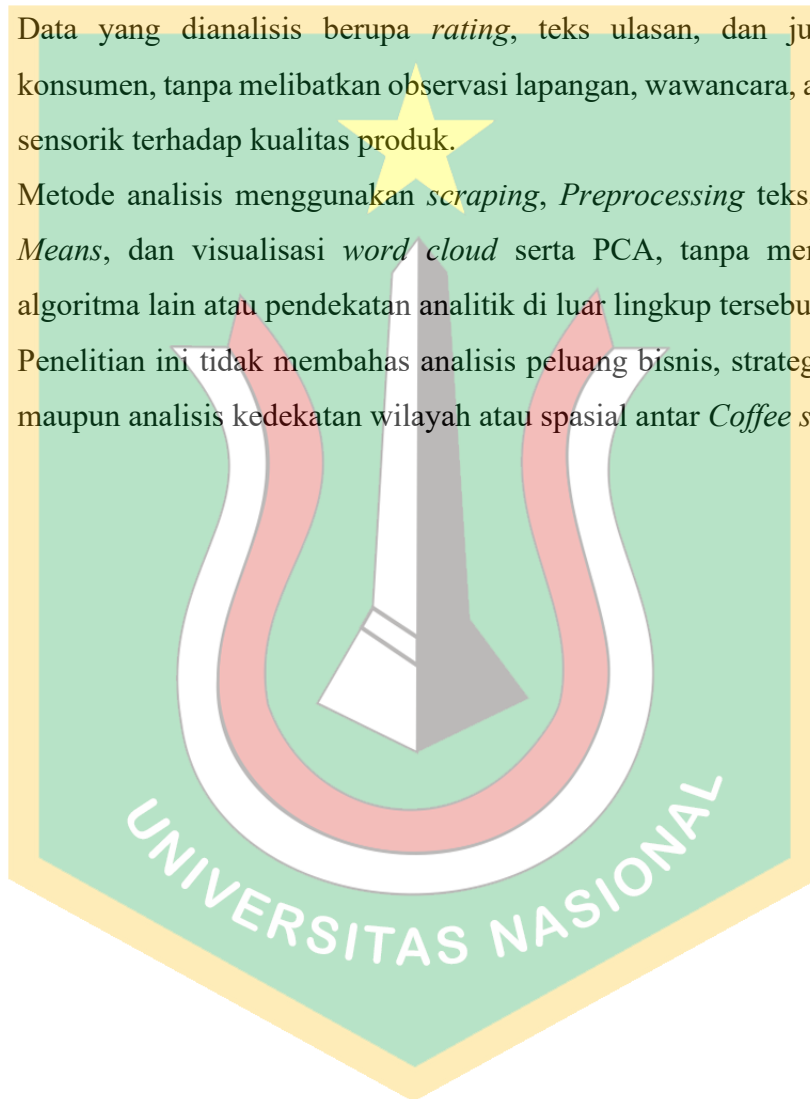 Data yang dianalisis berupa rating, teks ulasan, dan ju
konsumen, tanpa melibatkan observasi lapangan, wawancara, a
sensorik terhadap kualitas produk.
Metode analisis menggunakan scraping, Preprocessing teks
Means, dan visualisasi word cloud serta PCA, tanpa mer
algoritma lain atau pendekatan analitik di luar lingkup tersebu
Penelitian ini tidak membahas analisis peluang bisnis, strateg
maupun analisis kedekatan wilayah atau spasial antar Coffee s
UNIVERSITAS NASIONAL